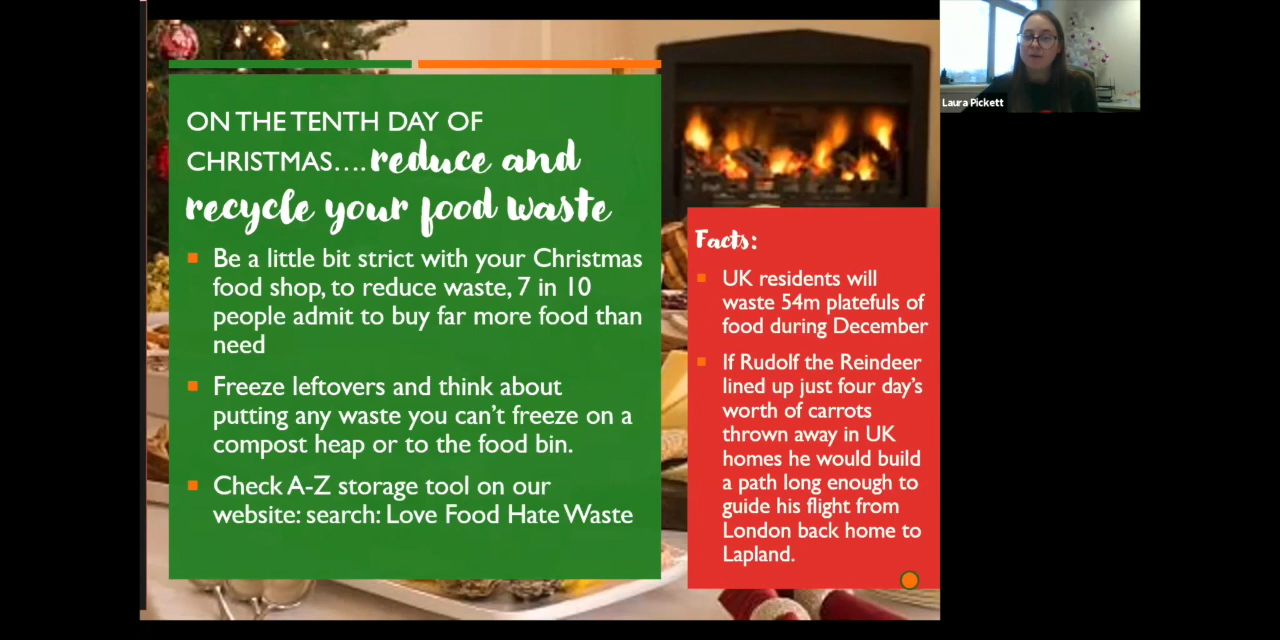 ON THE TENTH DAY OF
CHRISTMAS.... reduce and
recycle your food waste
Be a little bit strict with your Christmas
food shop, to reduce waste, 7 in 10
people admit to buy far more food than
need
Freeze leftovers and think about
putting any waste you can't freeze on a
compost heap or to the food bin.
Check A-Z storage tool on our
website: search: Love Food Hate Waste
Facts:
UK residents will
waste 54m platefuls of
food during December
If Rudolf the Reindeer
lined up just four day's
worth of carrots
thrown away in UK
homes he would build
a path long enough to
guide his flight from
London back home to
Lapland.
Laura Pickett